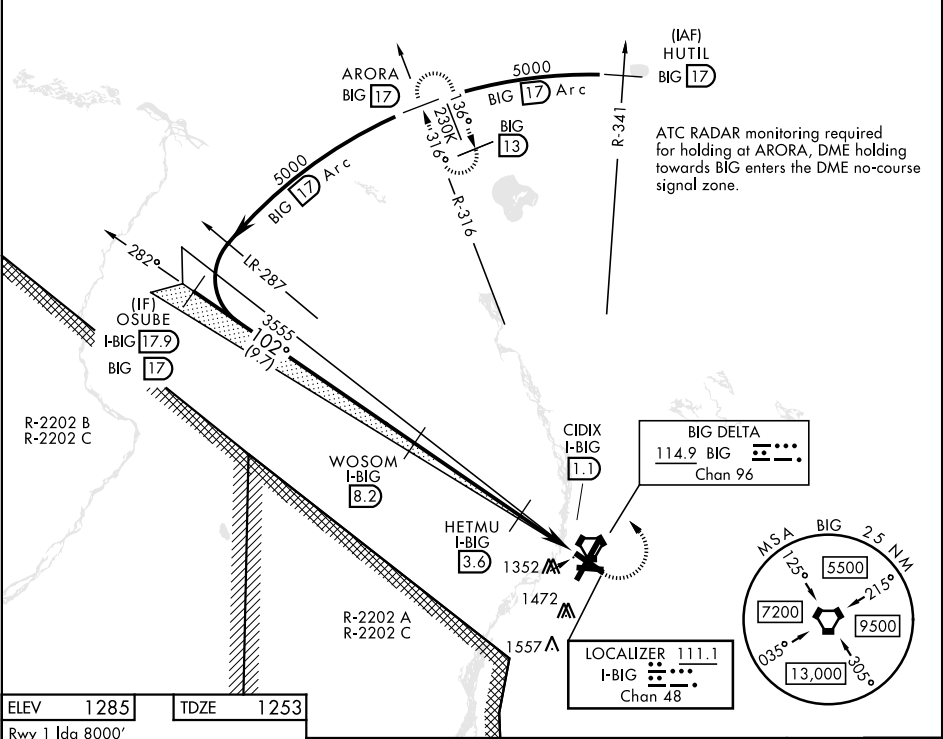 (IAF)
HUTIL
BIG 17
5000
BIG 17 Arc
ARORA
BIG 17
136°
230K
316°
BIG
13
R-341
R-316
ATC RADAR monitoring required
for holding at ARORA, DME holding
towards BIG enters the DME no-course
signal zone.
5000
BIG 17 Arc
LR-287
282°
(IF)
OSUBE
I-BIG 17.9
BIG 17
3555
102°
(9.7)
R-2202 B
R-2202 C
WOSOM
I-BIG
8.2
HETMU
I-BIG
3.6
CIDIX
I-BIG
1.1
BIG DELTA
114.9 BIG
Chan 96
1352
1472
1557
R-2202 A
R-2202 C
LOCALIZER 111.1
I-BIG
Chan 48
MSA BIG 25 NM
125°
5500
215°
7200
9500
035°
13,000
305°
ELEV 1285
TDZE 1253
Rwy 1 lda 8000'